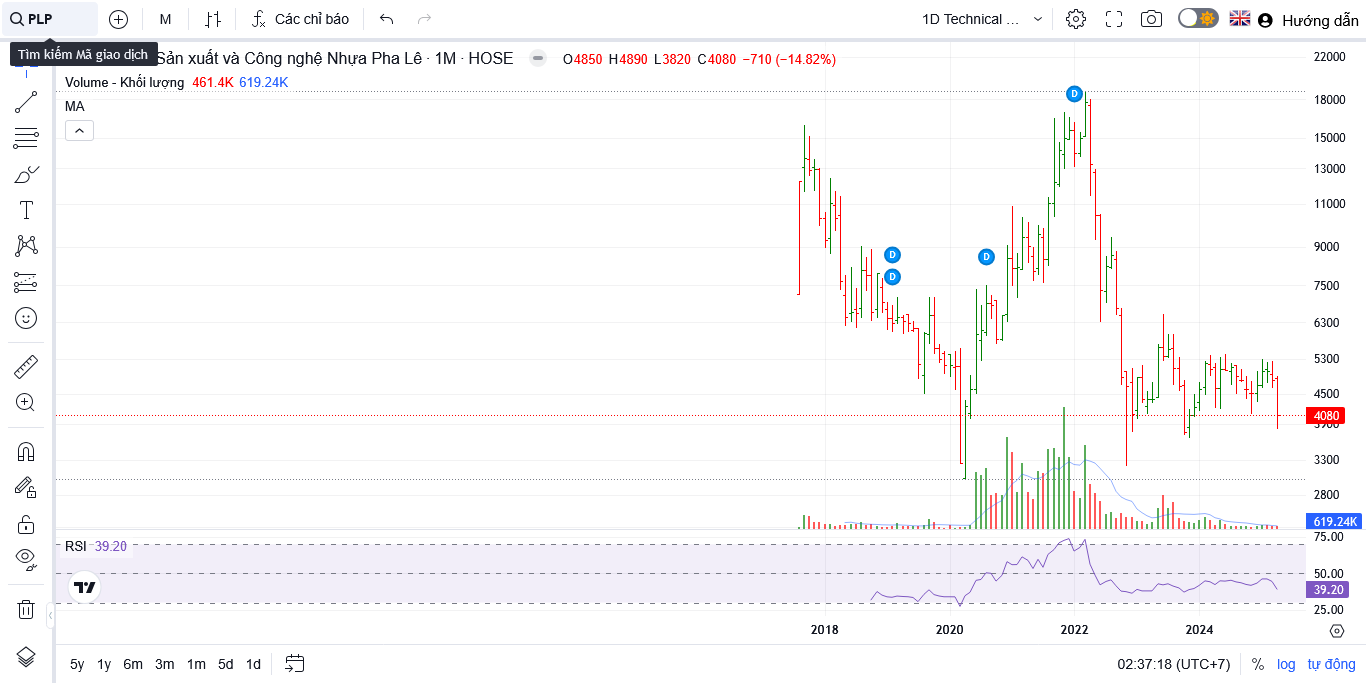 PLP
M
Các chỉ báo
1D Technical ...
Hướng dẫn
Tìm kiếm Mã giao dịch
Sản xuất và Công nghệ Nhựa Pha Lê · 1M · HOSE
O4850 H4890 L3820 C4080 −710 (−14.82%)
Volume - Khối lượng 461.4K 619.24K
MA
22000
18000
15000
13000
11000
9000
7500
6300
5300
4500
4080
3900
3300
2800
619.24K
D
D
D
D
RSI 39.20
75.00
50.00
39.20
25.00
2018 2020 2022 2024
5y 1y 6m 3m 1m 5d 1d
02:37:18 (UTC+7) % log tự động